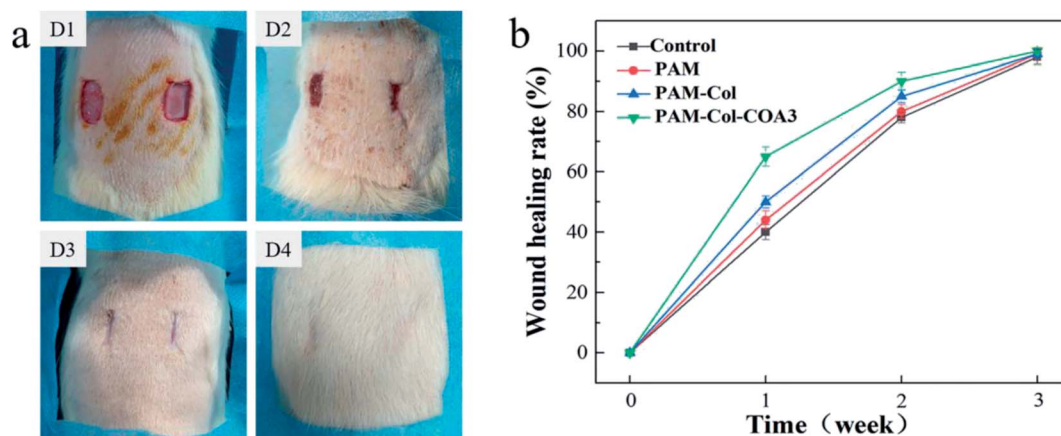 a
D1
D2
D3
D4
b
Wound healing rate (%)
100
80
60
40
20
0
Control
PAM
PAM-Col
PAM-Col-COA3
0
1
2
3
Time（week）